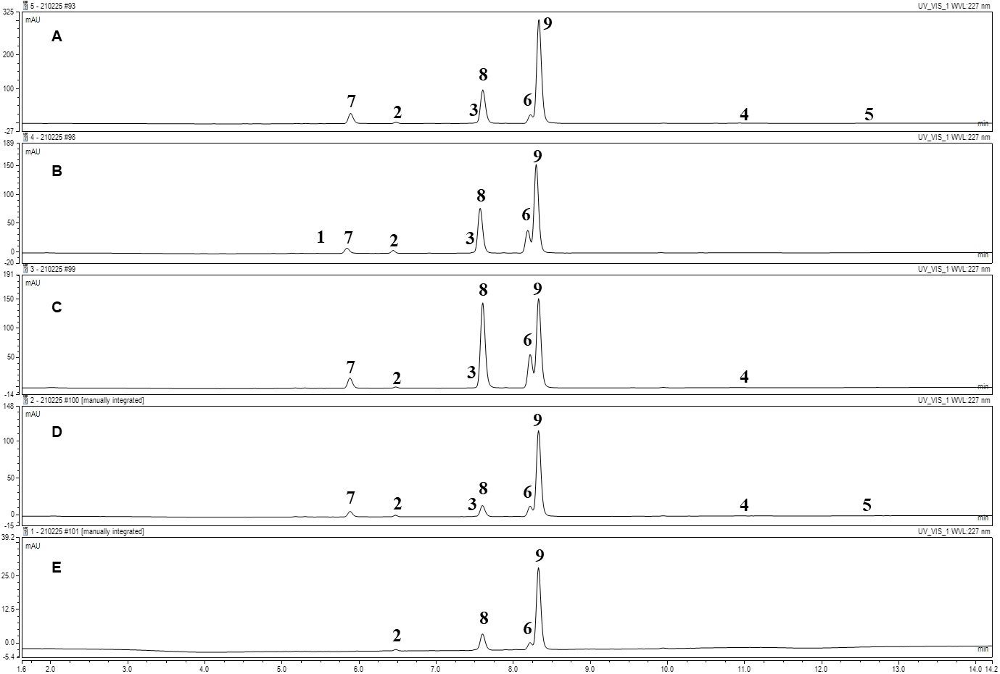 5 - 210225 #93 UV_VIS_1 WVL:227 nm
325
mAU
A
9
200
8
100
7
2
3
6
4
5
-27
min
4 - 210225 #98 UV_VIS_1 WVL:227 nm
189
mAU
B
9
150
8
100
6
50
1
7
2
3
0
-20
min
3 - 210225 #99 UV_VIS_1 WVL:227 nm
191
mAU
C
8
9
150
100
6
50
7
2
3
4
-14
min
2 - 210225 #100 [manually integrated] UV_VIS_1 WVL:227 nm
148
mAU
D
9
100
50
7
2
3
8
6
4
5
0
-15
min
1 - 210225 #101 [manually integrated] UV_VIS_1 WVL:227 nm
39.2
mAU
E
9
25.0
12.5
8
6
2
0.0
-5.4
min
1.6 2.0 3.0 4.0 5.0 6.0 7.0 8.0 9.0 10.0 11.0 12.0 13.0 14.0 14.2